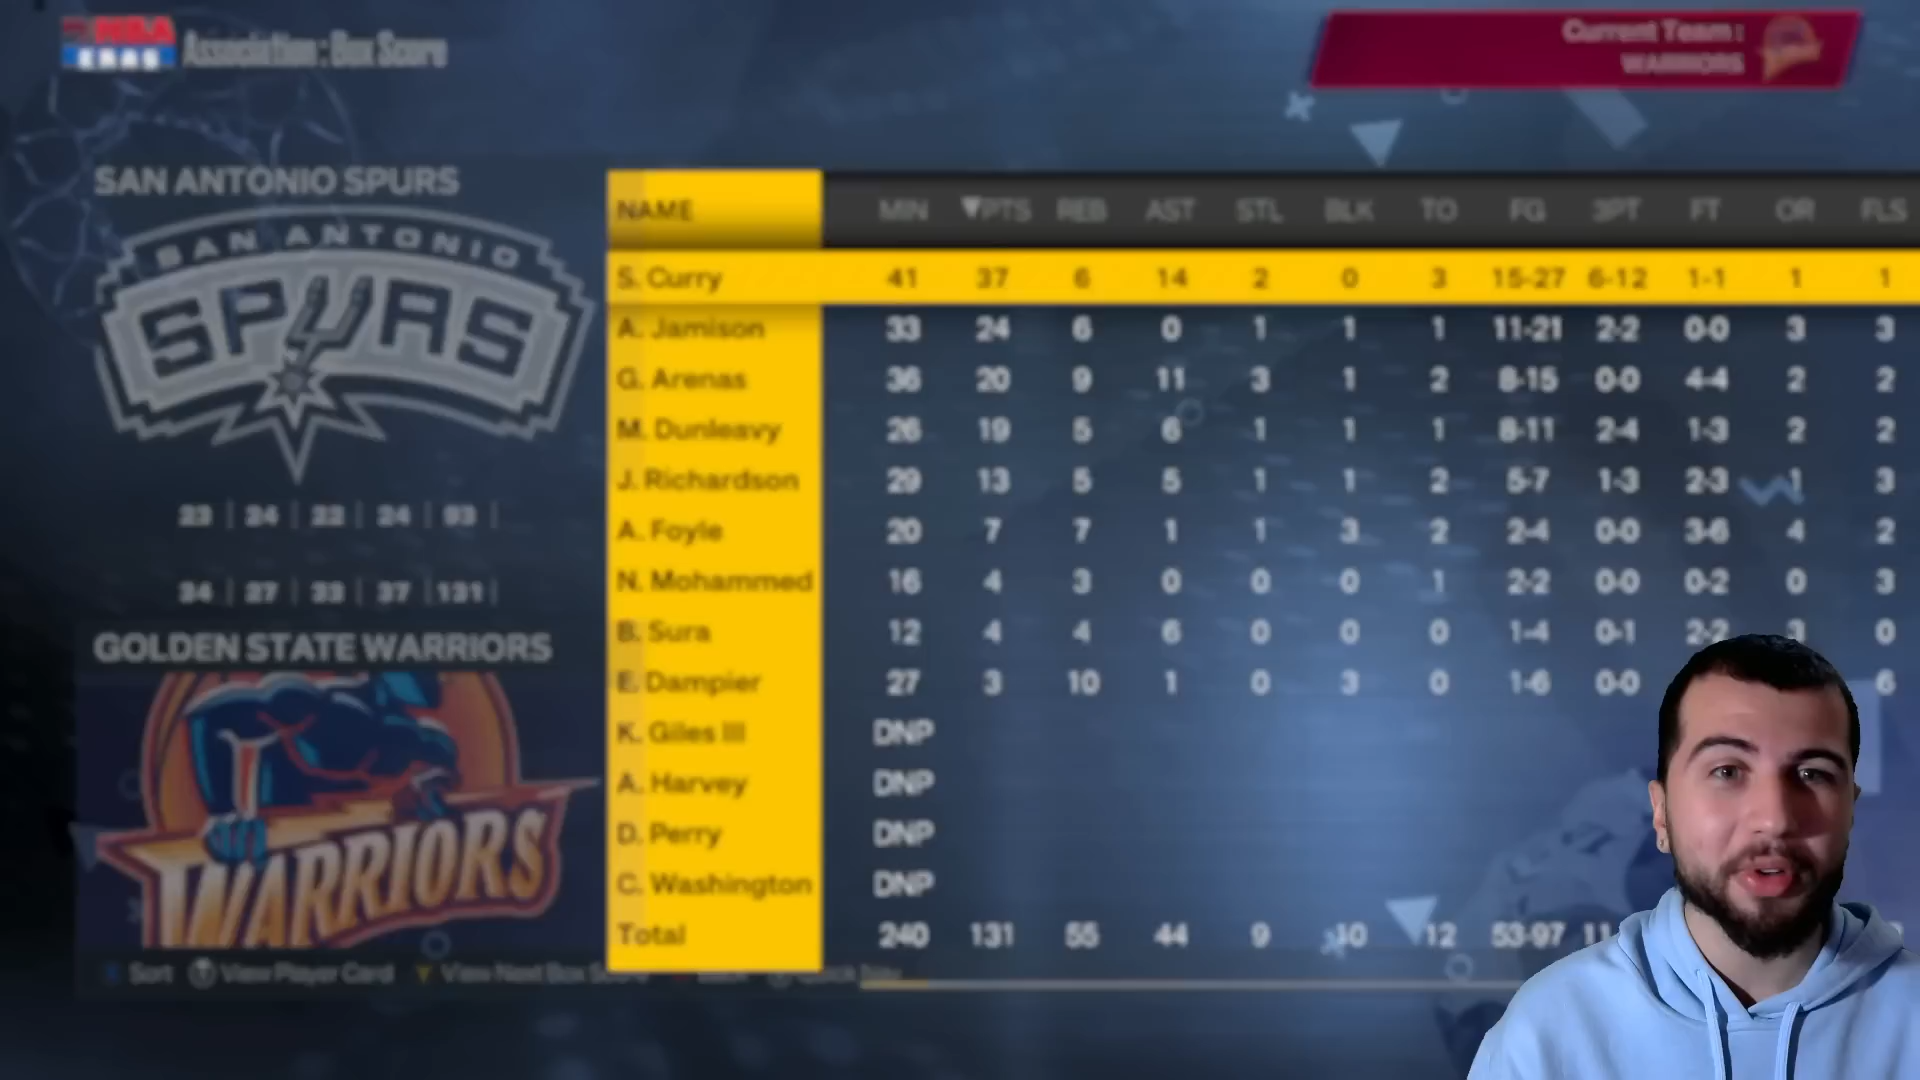 NBA
ERAS
Association : Box Score
Current Team :
WARRIORS
SAN ANTONIO SPURS
SAN ANTONIO
SPURS
23 | 24 | 22 | 24 | 93 |
34 | 27 | 33 | 37 | 131 |
GOLDEN STATE WARRIORS
WARRIORS
NAME MIN ▼PTS REB AST STL BLK TO FG 3PT FT OR FLS
S. Curry 41 37 6 14 2 0 3 15-27 6-12 1-1 1 1
A. Jamison 33 24 6 0 1 1 1 11-21 2-2 0-0 3 3
G. Arenas 36 20 9 11 3 1 2 8-15 0-0 4-4 2 2
M. Dunleavy 26 19 5 6 1 1 1 8-11 2-4 1-3 2 2
J. Richardson 29 13 5 5 1 1 2 5-7 1-3 2-3 1 3
A. Foyle 20 7 7 1 1 3 2 2-4 0-0 3-6 4 2
N. Mohammed 16 4 3 0 0 0 1 2-2 0-0 0-2 0 3
B. Sura 12 4 4 6 0 0 0 1-4 0-1 2-2 3 0
E. Dampier 27 3 10 1 0 3 0 1-6 0-0 6
K. Giles III DNP
A. Harvey DNP
D. Perry DNP
C. Washington DNP
Total 240 131 55 44 9 10 12 53-97
Sort View Player Card View Next Box Score